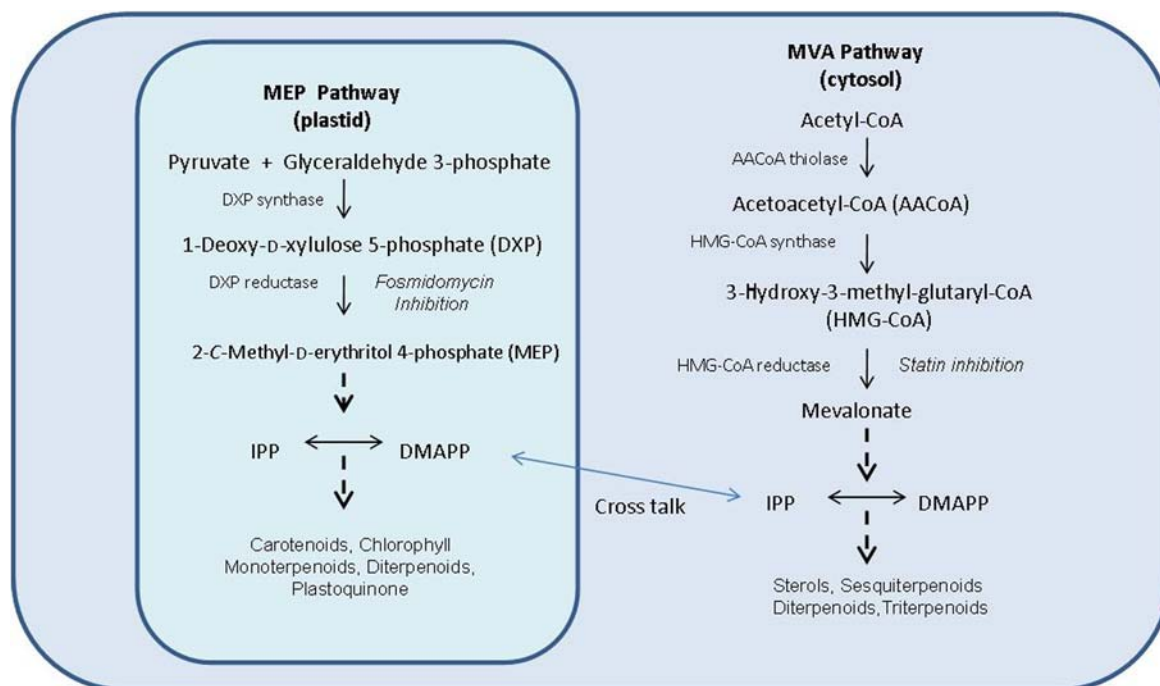 MEP Pathway
(plastid)
Pyruvate + Glyceraldehyde 3-phosphate
DXP synthase
1-Deoxy-D-xylulose 5-phosphate (DXP)
DXP reductase
Fosmidomycin
Inhibition
2-C-Methyl-D-erythritol 4-phosphate (MEP)
IPP
DMAPP
Carotenoids, Chlorophyll
Monoterpenoids, Diterpenoids,
Plastoquinone
Cross talk
MVA Pathway
(cytosol)
Acetyl-CoA
AACoA thiolase
Acetoacetyl-CoA (AACoA)
HMG-CoA synthase
3-Hydroxy-3-methyl-glutaryl-CoA
(HMG-CoA)
HMG-CoA reductase
Statin inhibition
Mevalonate
IPP
DMAPP
Sterols, Sesquiterpenoids
Diterpenoids,Triterpenoids